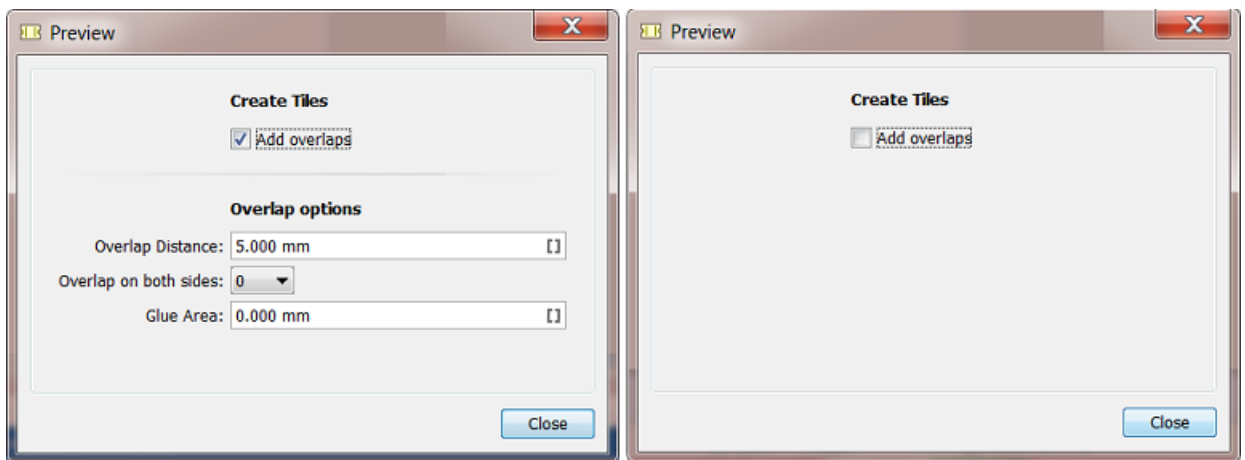 Preview
Create Tiles
Add overlaps
Overlap options
Overlap Distance: 5.000 mm []
Overlap on both sides: 0
Glue Area: 0.000 mm []
Close
Preview
Create Tiles
Add overlaps
Close